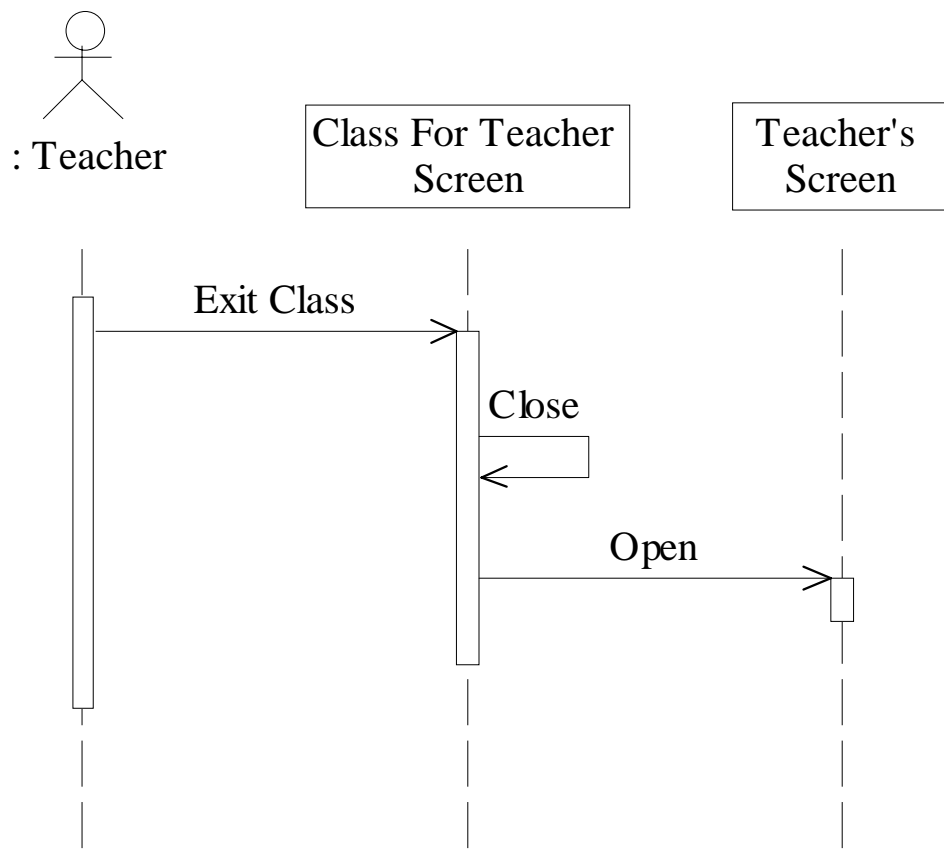 : Teacher
Class For Teacher
Screen
Teacher's
Screen
Exit Class
Close
Open